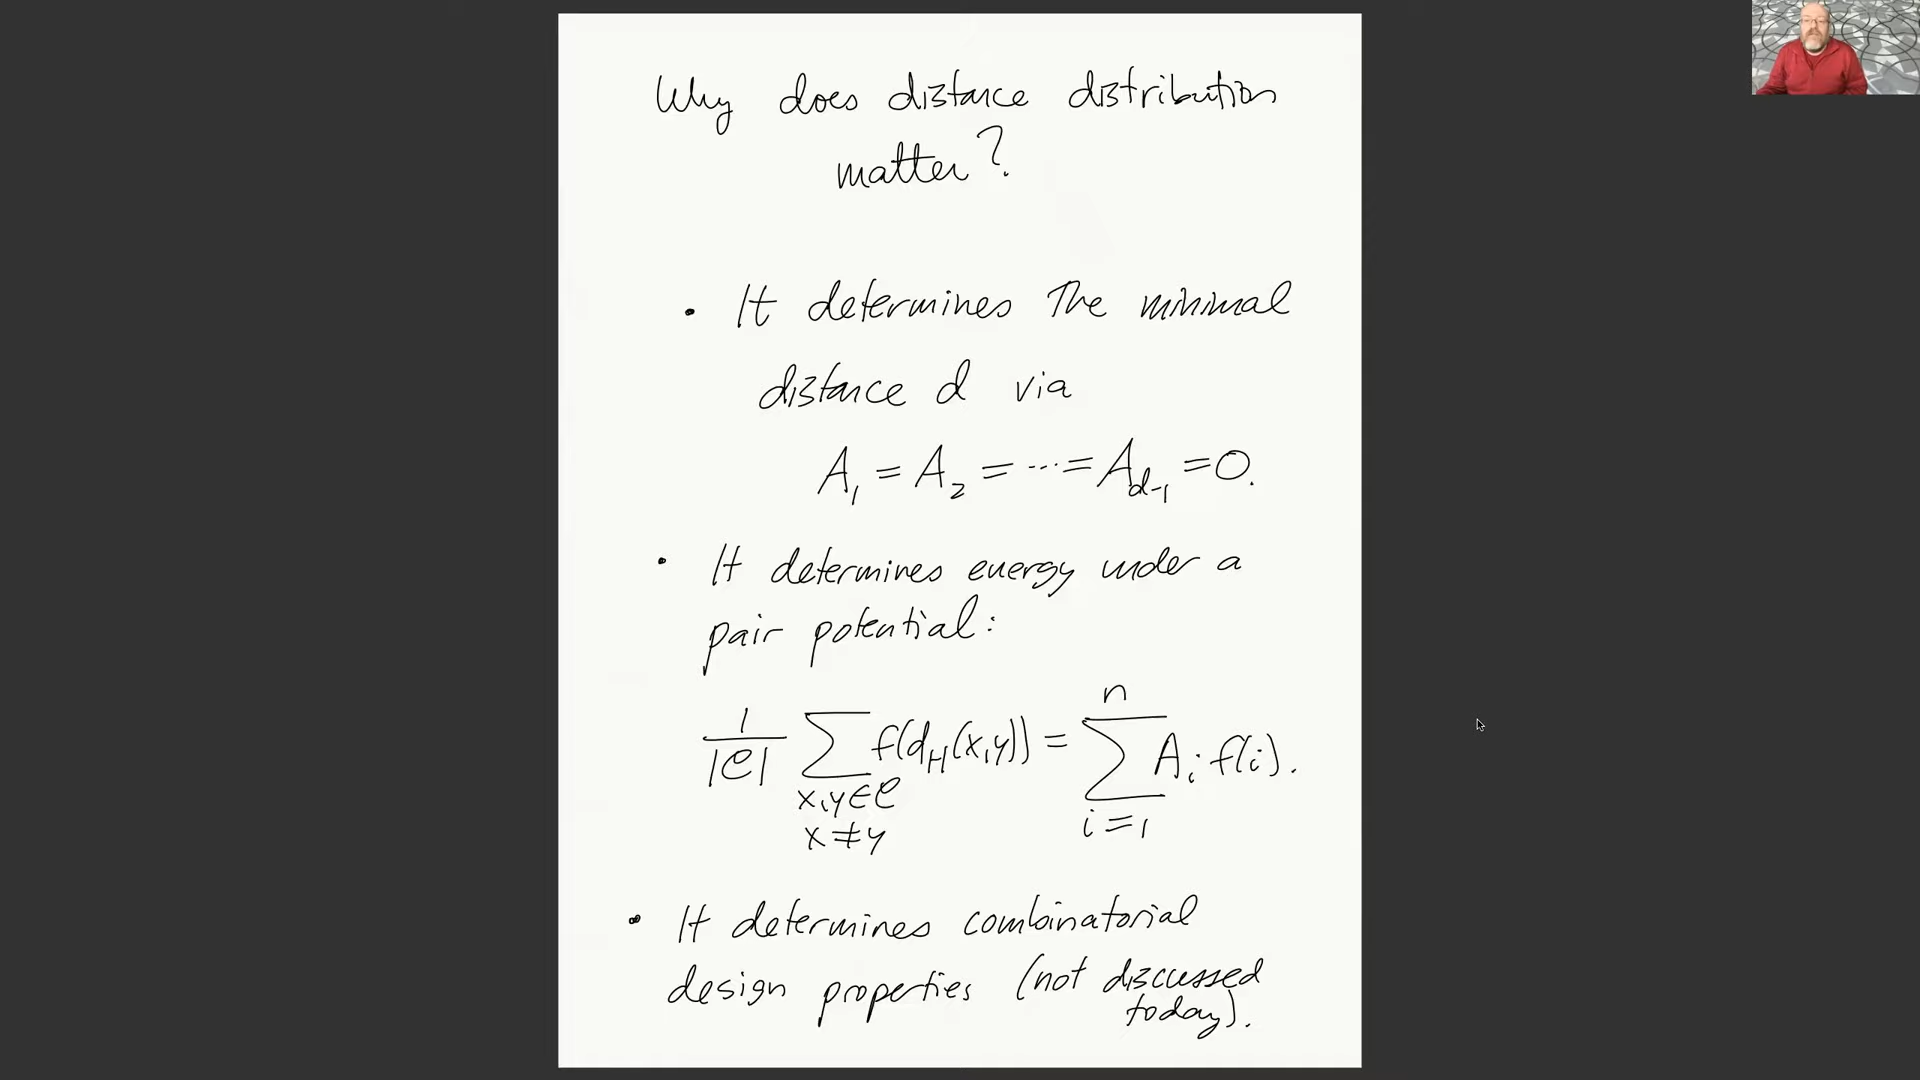 Why does distance distribution
matter?
• It determines the minimal
distance d via
A₁ = A₂ = ⋯ = A_{d-1} = 0.
• It determines energy under a
pair potential:
1/|𝒞| ∑_{x,y∈𝒞, x≠y} f(d_H(x,y)) = ∑_{i=1}^{n} A_i f(i).
• It determines combinatorial
design properties (not discussed
today).